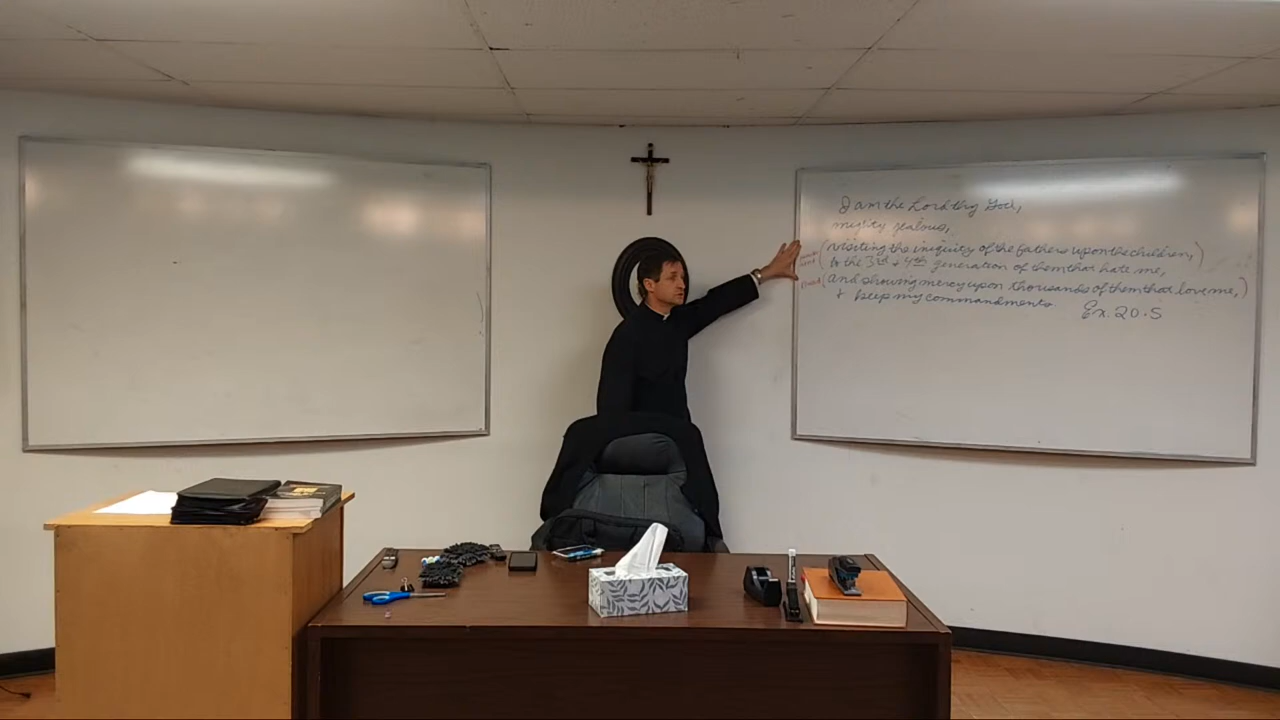 I am the Lord thy God,
mighty jealous,
(visiting the iniquity of the fathers upon the children,)
(to the 3rd + 4th generation of them that hate me,
(and showing mercy upon thousands of them that love me,)
+ keep my commandments Ex. 20.5